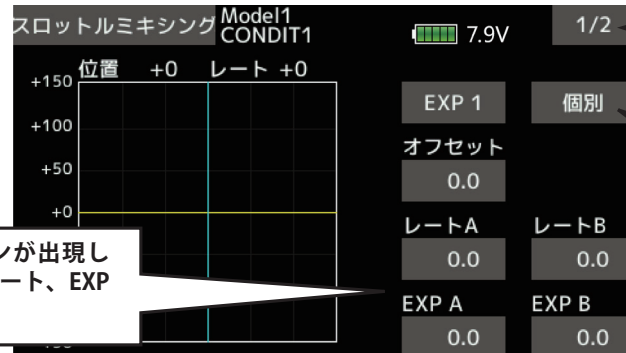 スロットルミキシング Model1 CONDIT1 7.9V 1/2
位置 +0 レート +0
+150
+100
+50
+0
EXP 1 個別
オフセット
0.0
レートA レートB
0.0 0.0
EXP A EXP B
0.0 0.0
ンが出現し
ート、EXP